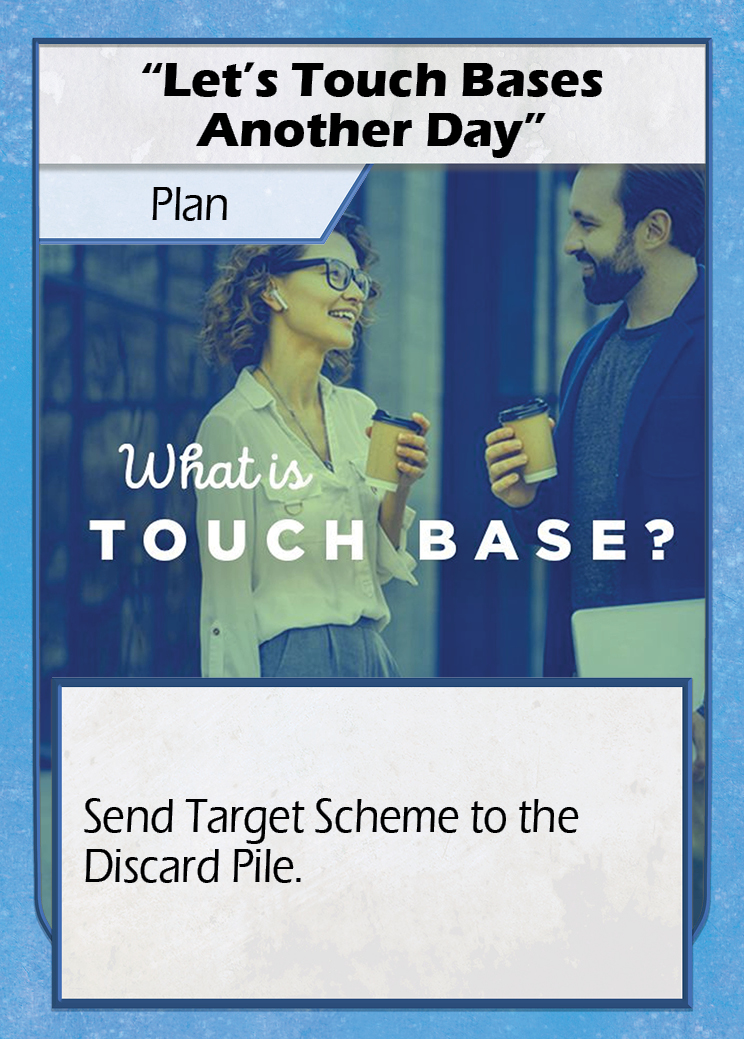 “Let’s Touch Bases
Another Day”
Plan
What is
TOUCH BASE?
Send Target Scheme to the
Discard Pile.